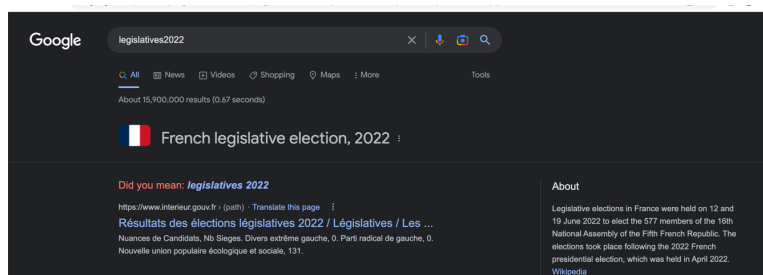 Google
legislatives2022
All News Videos Shopping Maps More Tools
About 15,900,000 results (0.67 seconds)
French legislative election, 2022
Did you mean: legislatives 2022
https://www.interieur.gouv.fr › (path) · Translate this page
Résultats des élections législatives 2022 / Législatives / Les ...
Nuances de Candidats, Nb Sieges. Divers extrême gauche, 0. Parti radical de gauche, 0.
Nouvelle union populaire écologique et sociale, 131.
About
Legislative elections in France were held on 12 and
19 June 2022 to elect the 577 members of the 16th
National Assembly of the Fifth French Republic. The
elections took place following the 2022 French
presidential election, which was held in April 2022.
Wikipedia